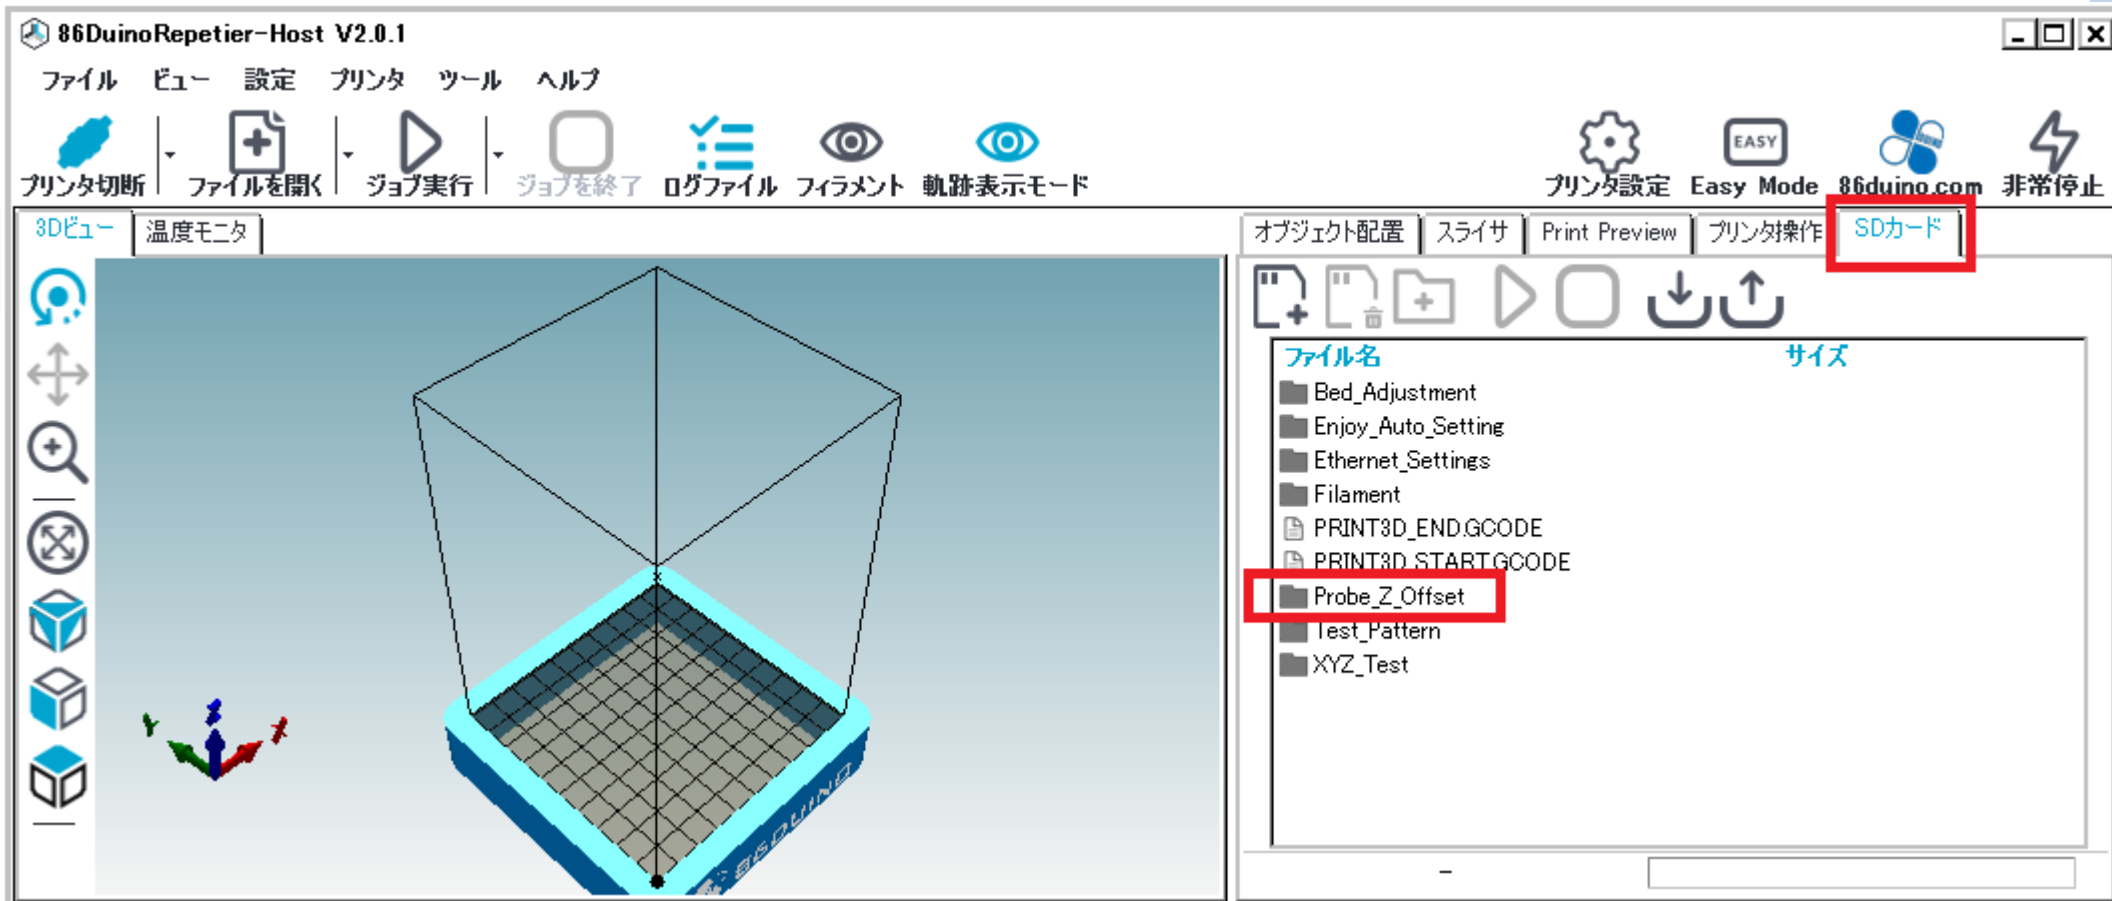 86DuinoRepetier-Host V2.0.1
ファイル ビュー 設定 プリンタ ツール ヘルプ
プリンタ切断 ファイルを開く ジョブ実行 ジョブを終了 ログファイル フィラメント 軌跡表示モード EASY プリンタ設定 Easy Mode 86duino.com 非常停止
3Dビュー 温度モニタ
オブジェクト配置 スライサ Print Preview プリンタ操作 SDカード
ファイル名 サイズ
Bed_Adjustment
Enjoy_Auto_Setting
Ethernet_Settings
Filament
PRINT3D_END.GCODE
PRINT3D_START.GCODE
Probe_Z_Offset
Test_Pattern
XYZ_Test
Y Z X
86DUINO
-